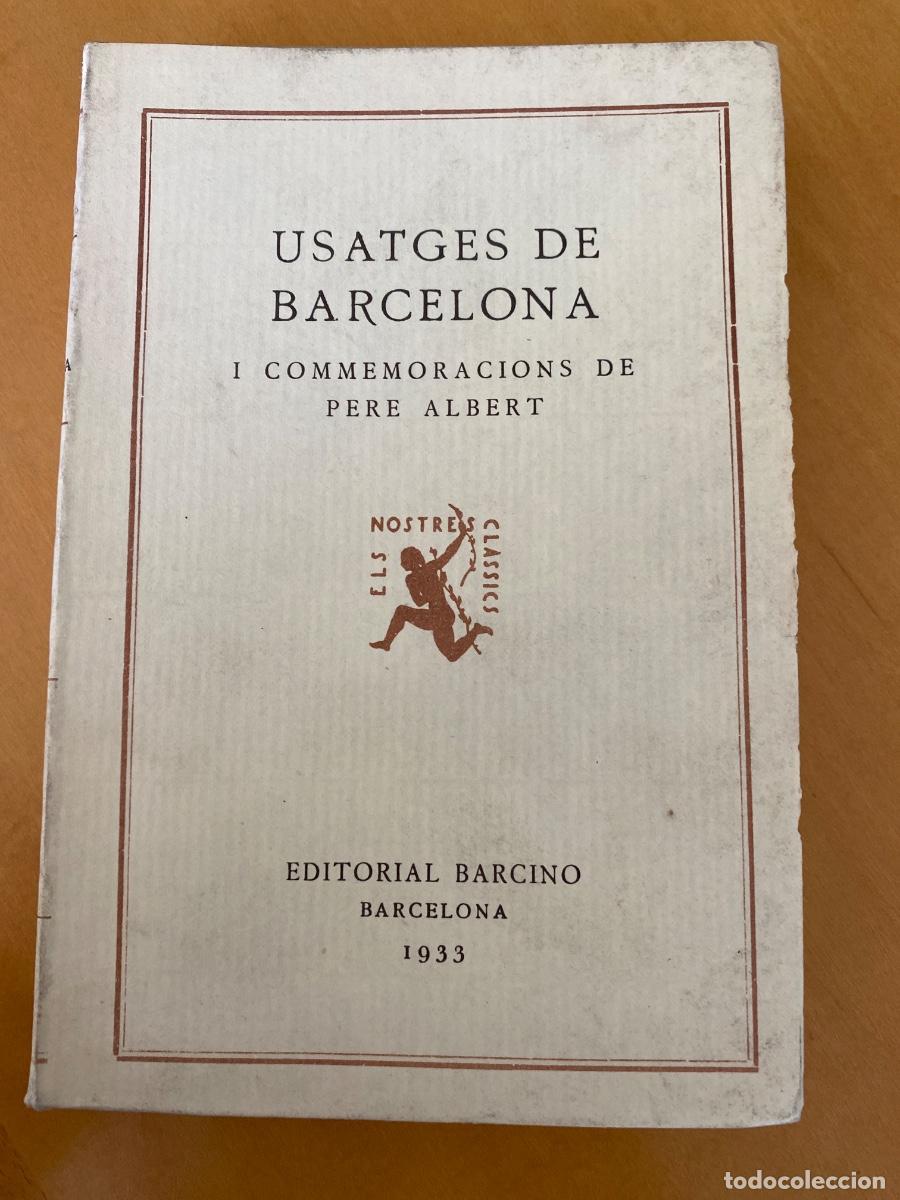 USATGES DE
BARCELONA
I COMMEMORACIONS DE
PERE ALBERT
ELS NOSTRES CLASSICS
EDITORIAL BARCINO
BARCELONA
1933
A
todocoleccion